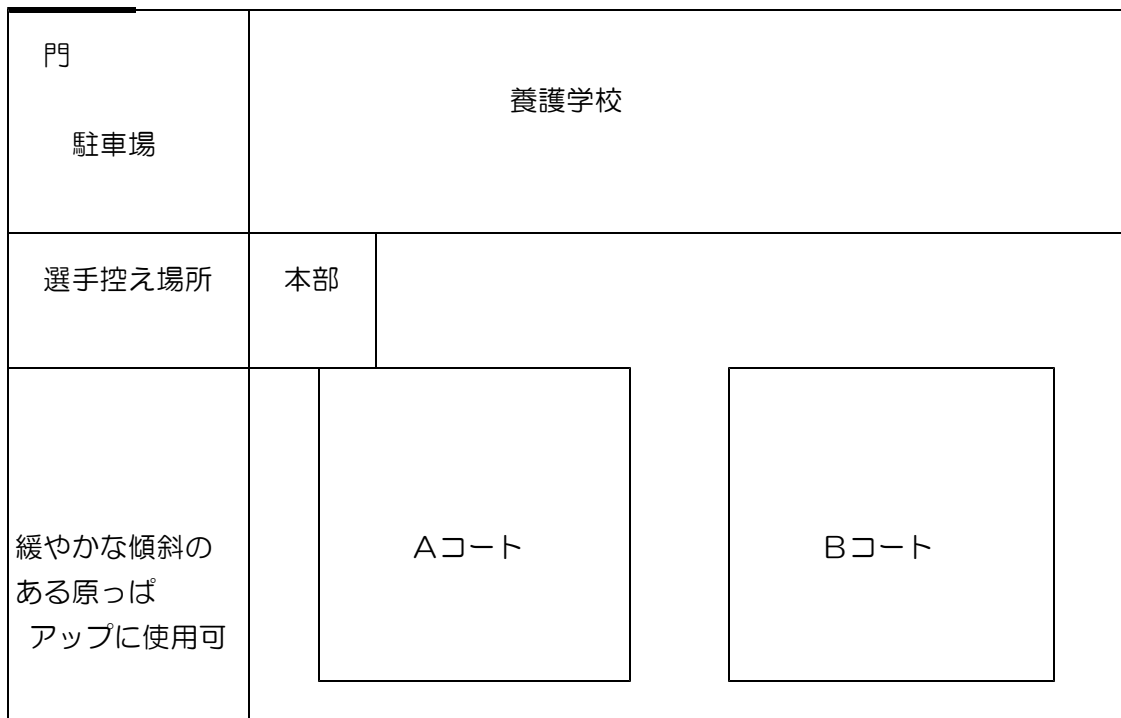 門
養護学校
駐車場
選手控え場所
本部
緩やかな傾斜の
ある原っぱ
アップに使用可
Aコート
Bコート